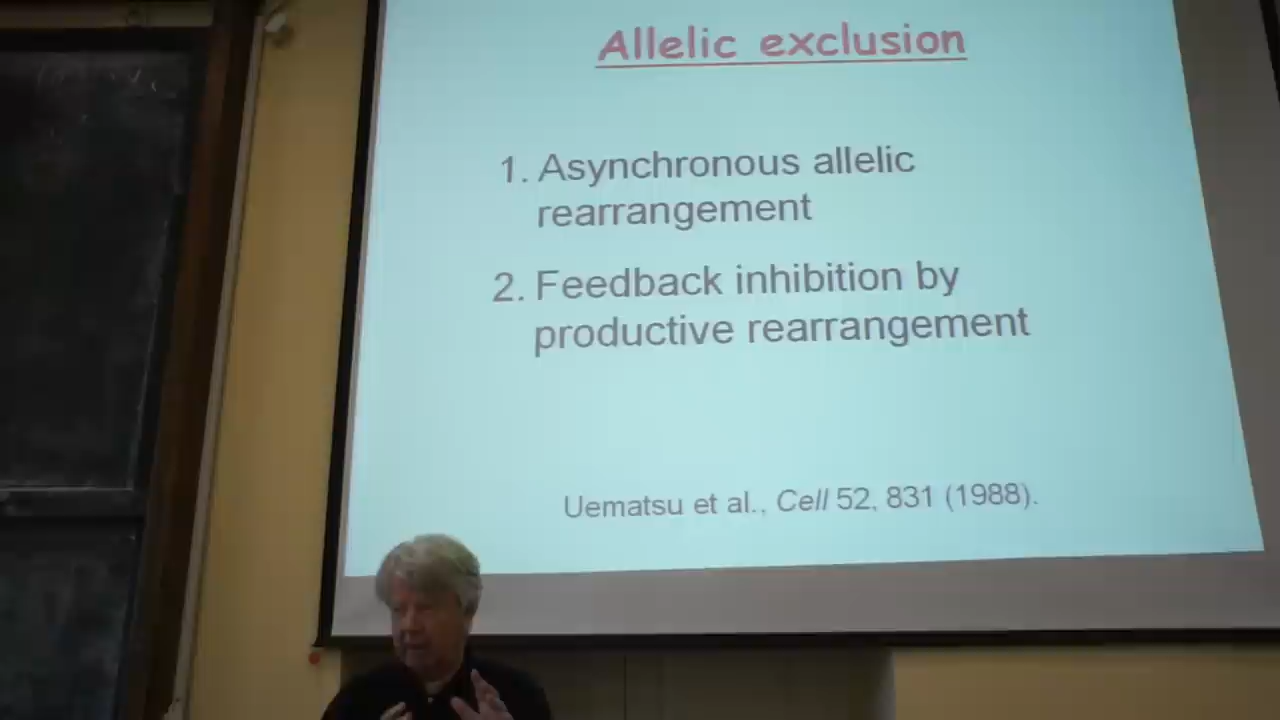 Allelic exclusion
1. Asynchronous allelic
rearrangement
2. Feedback inhibition by
productive rearrangement
Uematsu et al., Cell 52, 831 (1988).